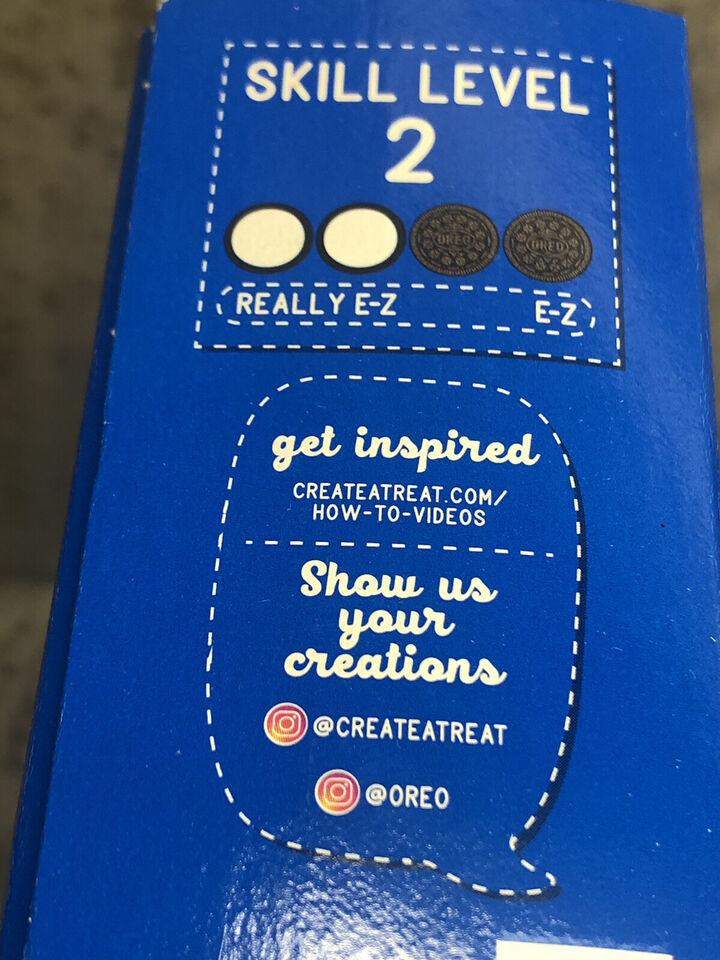 SKILL LEVEL
2
OREO OREO
REALLY E-Z E-Z
get inspired
CREATEATREAT.COM/
HOW-TO-VIDEOS
Show us
your
creations
@CREATEATREAT
@OREO